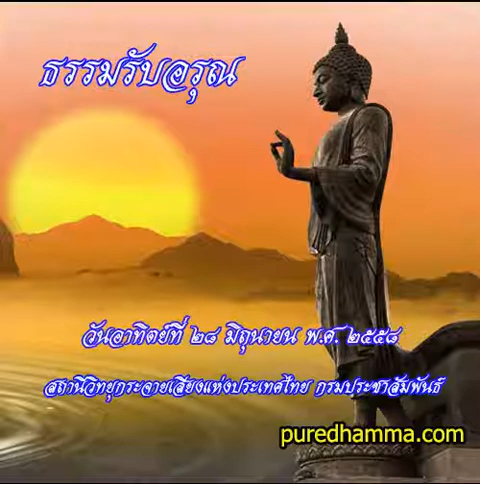 ธรรมรับอรุณ
วันอาทิตย์ที่ ๒๘ มิถุนายน พ.ศ. ๒๕๕๘
สถานีวิทยุกระจายเสียงแห่งประเทศไทย กรมประชาสัมพันธ์
puredhamma.com